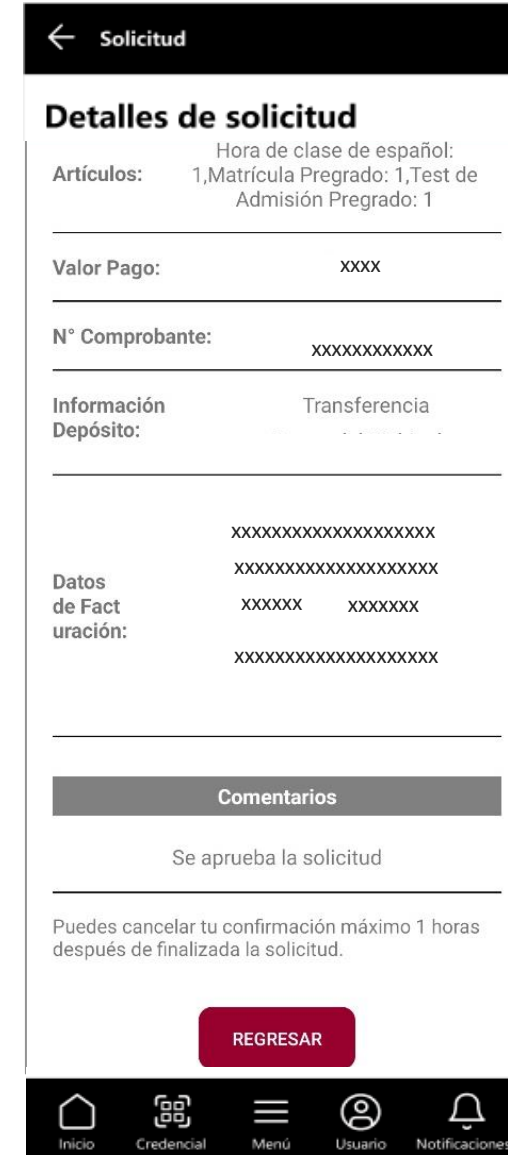 Solicitud
Detalles de solicitud
Artículos:
Hora de clase de español:
1,Matrícula Pregrado: 1,Test de
Admisión Pregrado: 1
Valor Pago:
xxxx
N° Comprobante:
xxxxxxxxxxxx
Información
Depósito:
Transferencia
Datos
de Fact
uración:
xxxxxxxxxxxxxxxxxxxx
xxxxxxxxxxxxxxxxxxxx
xxxxxx xxxxxxx
xxxxxxxxxxxxxxxxxxxx
Comentarios
Se aprueba la solicitud
Puedes cancelar tu confirmación máximo 1 horas
después de finalizada la solicitud.
REGRESAR
Inicio Credencial Menú Usuario Notificaciones